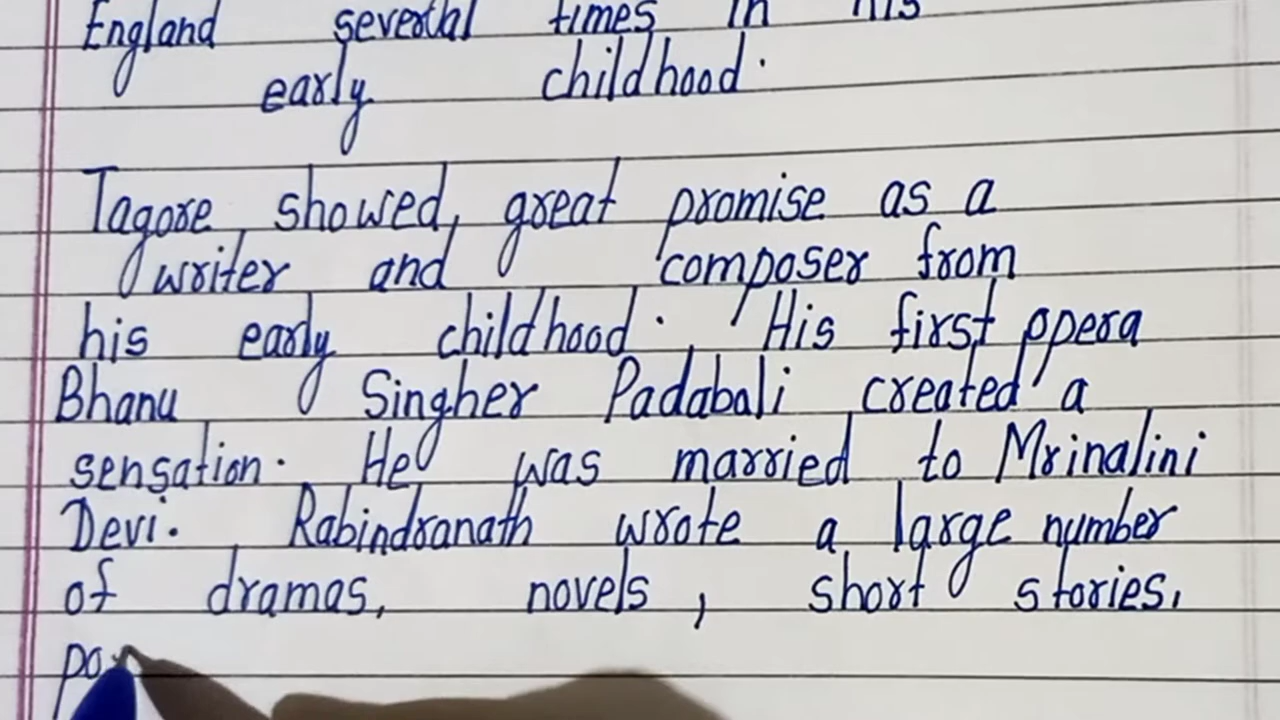 England several times in his
early childhood.
Tagore showed, great promise as a
writer and composer from
his early childhood. His first opera
Bhanu Singher Padabali created a
sensation. He was married to Mrinalini
Devi. Rabindranath wrote a large number
of dramas, novels, short stories,